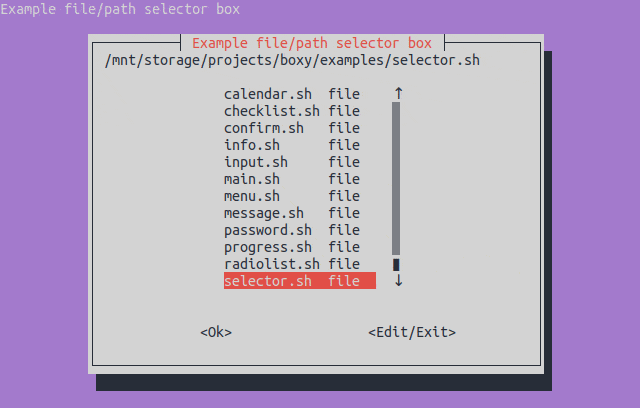 Example file/path selector box
Example file/path selector box
/mnt/storage/projects/boxy/examples/selector.sh
calendar.sh file ↑
checklist.sh file
confirm.sh file
info.sh file
input.sh file
main.sh file
menu.sh file
message.sh file
password.sh file
progress.sh file
radiolist.sh file
selector.sh file ↓
<Ok> <Edit/Exit>